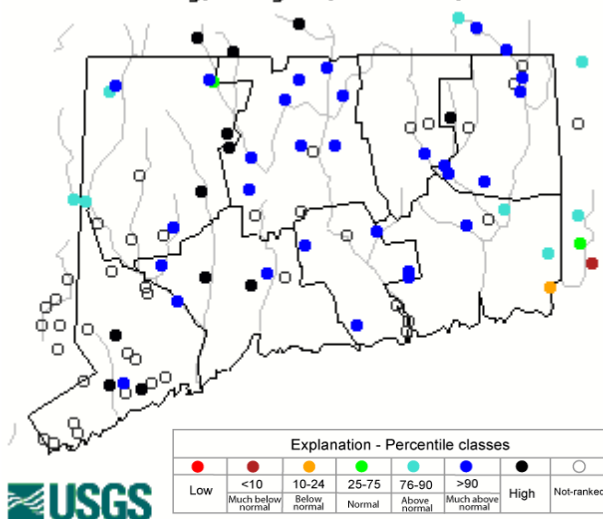 Explanation - Percentile classes
Low <10 10-24 25-75 76-90 >90 High Not-ranked
Much below normal Below normal Normal Above normal Much above normal
USGS